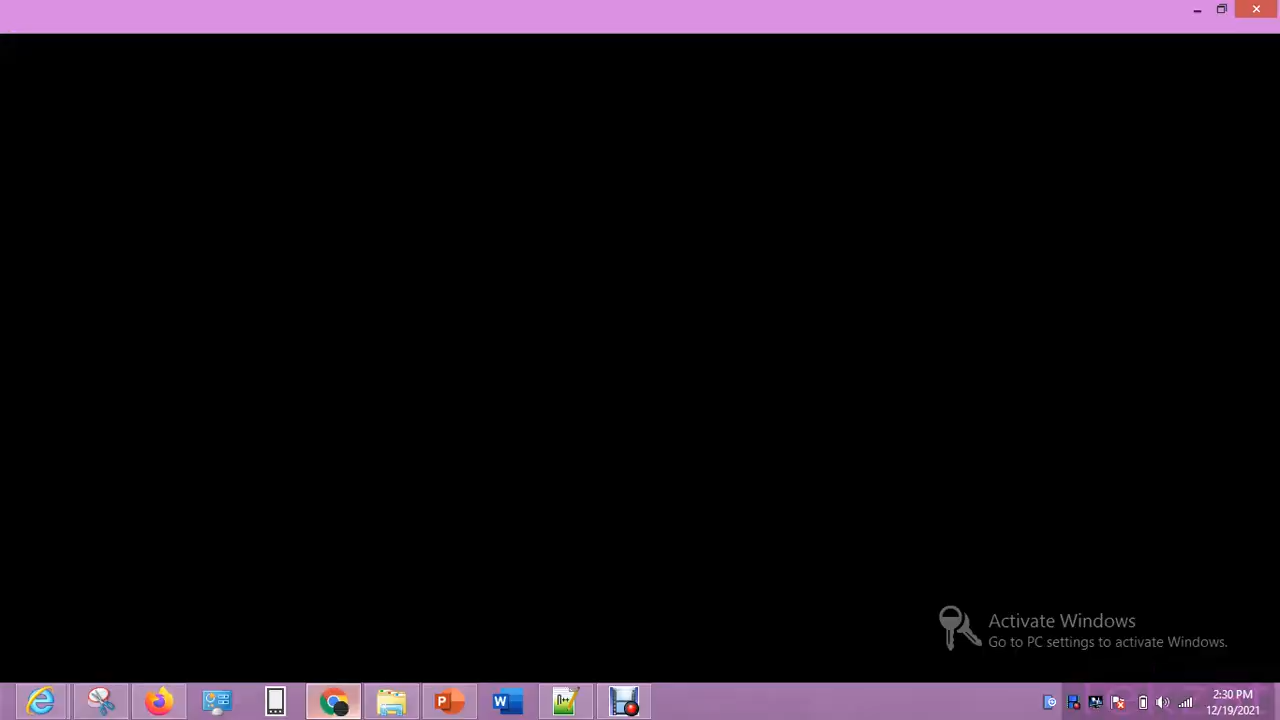 Activate Windows
Go to PC settings to activate Windows.
2:30 PM
12/19/2021